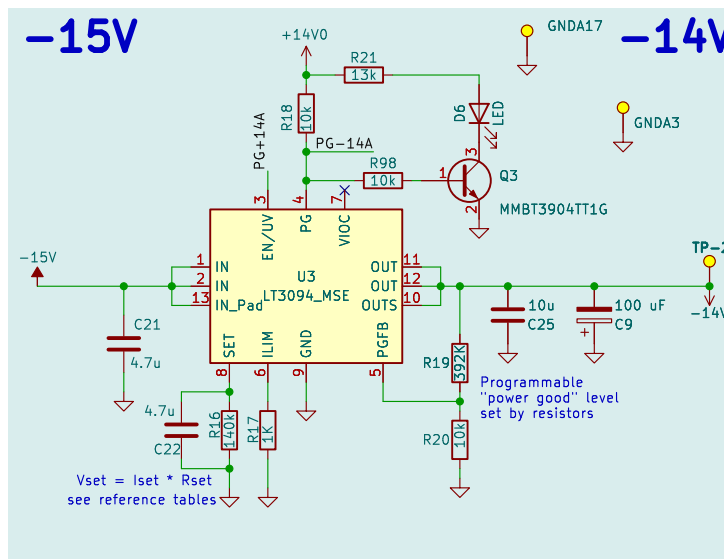 -15V
GNDA17
-14V
+14V0
R21
13k
R18
10k
D6
LED
GNDA3
PG+14A
PG-14A
R98
10k
1
3
2
Q3
MMBT3904TT1G
3
4
7
EN/UV
PG
VIOC
-15V
1
IN
2
IN
13
IN_Pad
U3
LT3094_MSE
OUT
11
OUT
12
OUTS
10
TP-2
-14V
SET
ILIM
GND
PGFB
8
6
9
5
C21
4.7u
10u
C25
100 uF
C9
+
R19
392K
Programmable
"power good" level
set by resistors
4.7u
C22
R16
140k
R17
1K
R20
10k
Vset = Iset * Rset
see reference tables